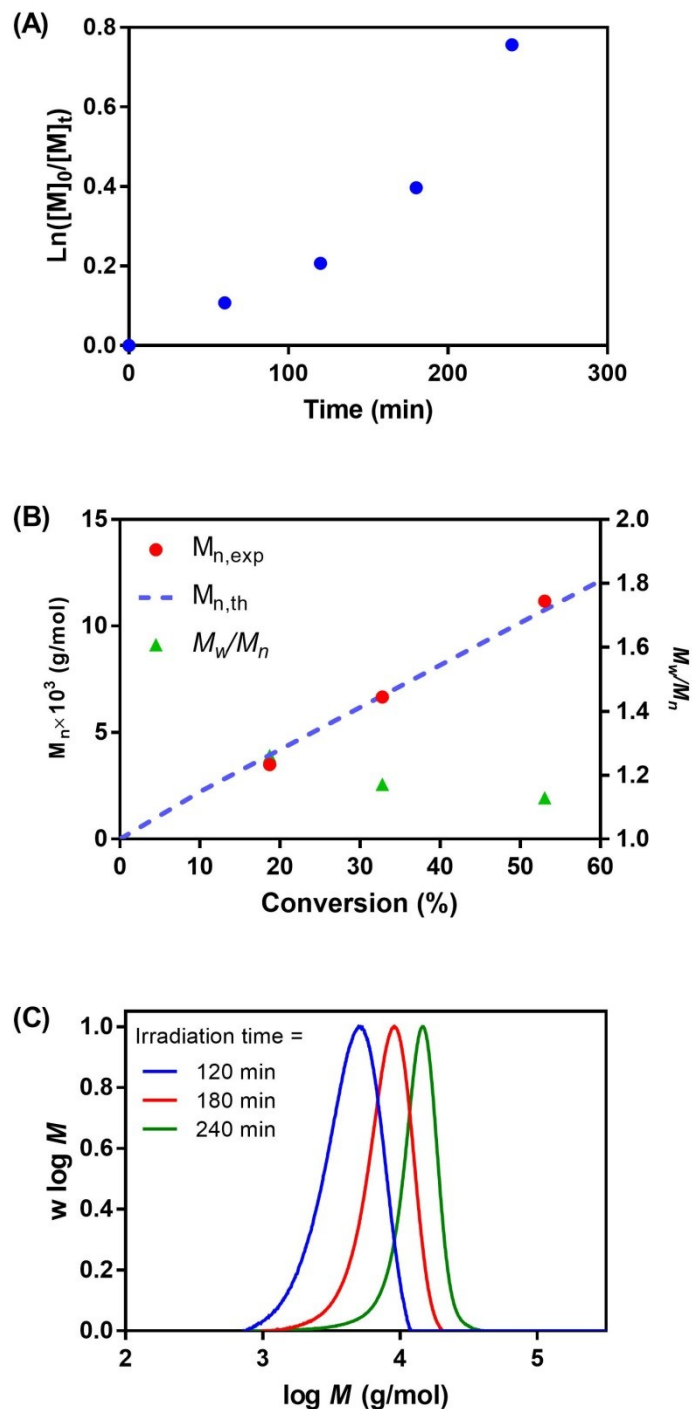 (A)
Ln([M]0/[M]t)
0.8
0.6
0.4
0.2
0.0
0 100 200 300
Time (min)
(B)
Mn×10³ (g/mol)
15
10
5
0
Mn,exp
Mn,th
Mw/Mn
2.0
1.8
1.6
1.4
1.2
1.0
Mw/Mn
0 10 20 30 40 50 60
Conversion (%)
(C)
w log M
1.0
0.8
0.6
0.4
0.2
0.0
Irradiation time =
120 min
180 min
240 min
2 3 4 5
log M (g/mol)